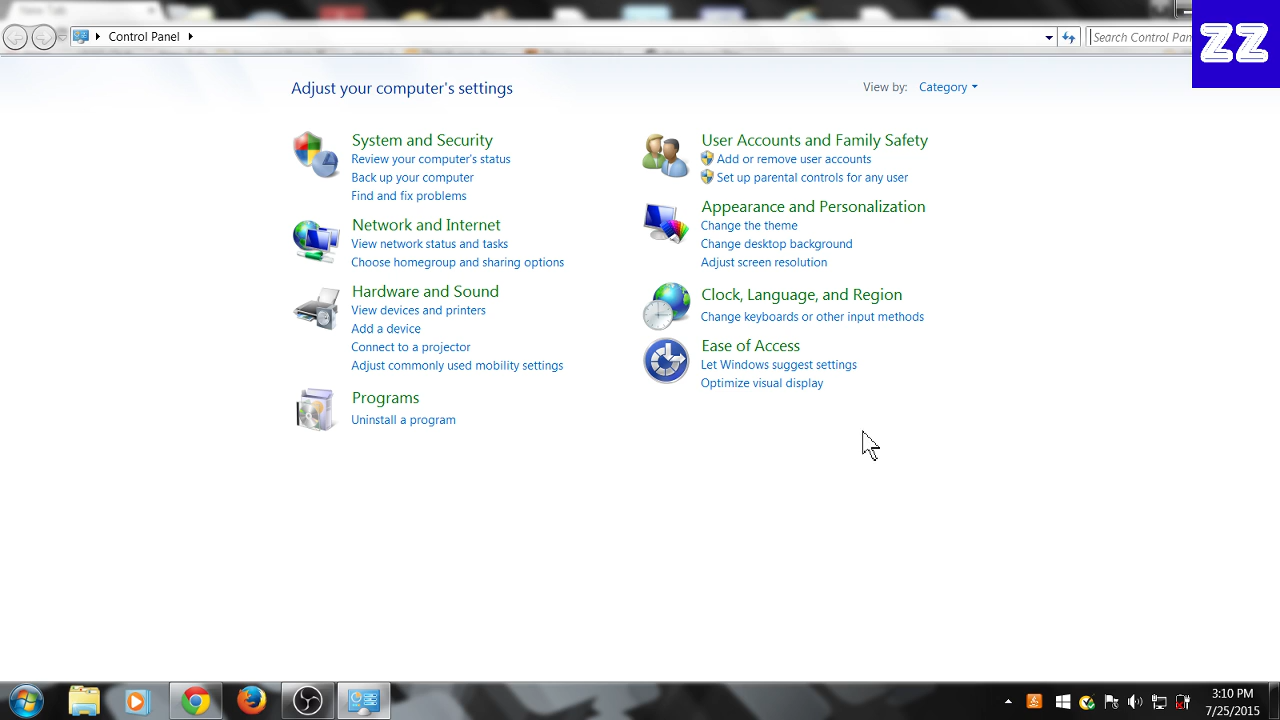 New Tab
Control Panel
Search Control Pan
ZZ
Adjust your computer's settings
View by: Category
System and Security
Review your computer's status
Back up your computer
Find and fix problems
Network and Internet
View network status and tasks
Choose homegroup and sharing options
Hardware and Sound
View devices and printers
Add a device
Connect to a projector
Adjust commonly used mobility settings
Programs
Uninstall a program
User Accounts and Family Safety
Add or remove user accounts
Set up parental controls for any user
Appearance and Personalization
Change the theme
Change desktop background
Adjust screen resolution
Clock, Language, and Region
Change keyboards or other input methods
Ease of Access
Let Windows suggest settings
Optimize visual display
3:10 PM
7/25/2015